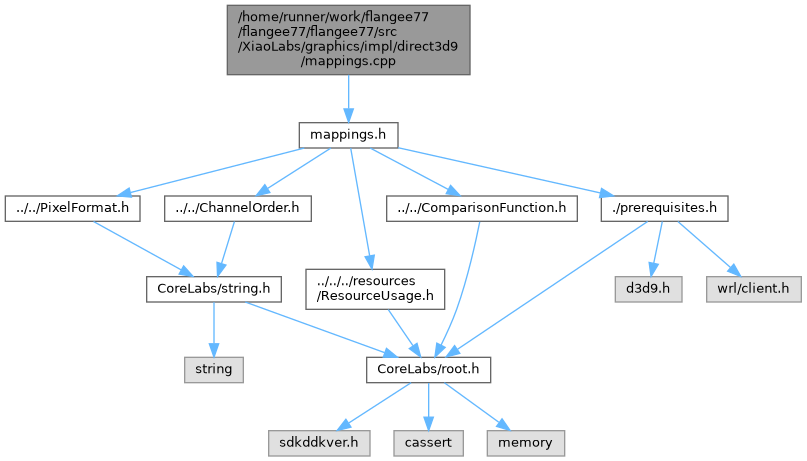 /home/runner/work/flangee77
/flangee77/flangee77/src
/XiaoLabs/graphics/impl/direct3d9
/mappings.cpp
mappings.h
../../PixelFormat.h
../../ChannelOrder.h
../../ComparisonFunction.h
./prerequisites.h
CoreLabs/string.h
../../../resources
/ResourceUsage.h
d3d9.h
wrl/client.h
string
CoreLabs/root.h
sdkddkver.h
cassert
memory